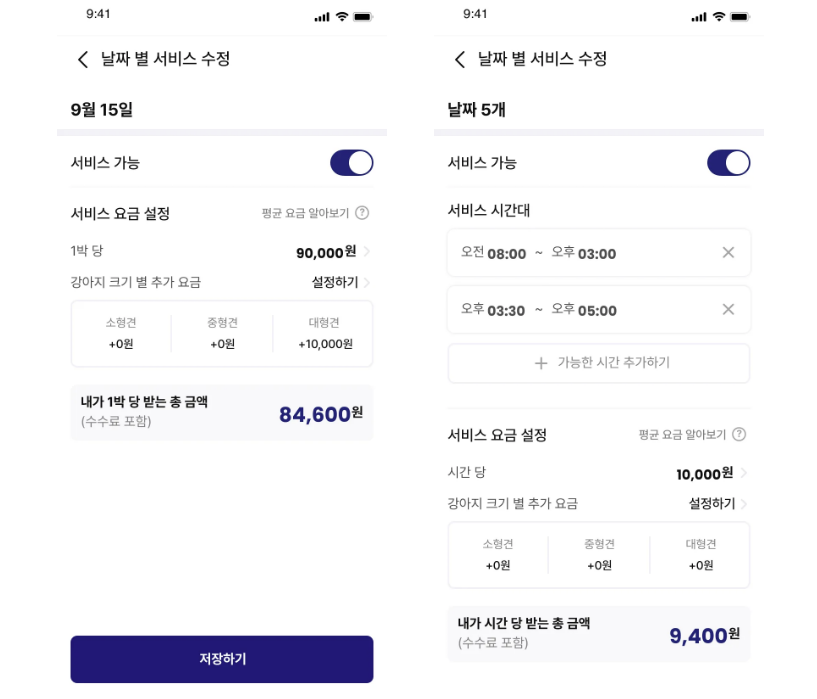 9:41
날짜 별 서비스 수정
9월 15일
서비스 가능
서비스 요금 설정 평균 요금 알아보기 ?
1박 당 90,000원
강아지 크기 별 추가 요금 설정하기
소형견 중형견 대형견
+0원 +0원 +10,000원
내가 1박 당 받는 총 금액
(수수료 포함)
84,600원
저장하기
9:41
날짜 별 서비스 수정
날짜 5개
서비스 가능
서비스 시간대
오전 08:00 ~ 오후 03:00
오후 03:30 ~ 오후 05:00
+ 가능한 시간 추가하기
서비스 요금 설정 평균 요금 알아보기 ?
시간 당 10,000원
강아지 크기 별 추가 요금 설정하기
소형견 중형견 대형견
+0원 +0원 +0원
내가 시간 당 받는 총 금액
(수수료 포함)
9,400원